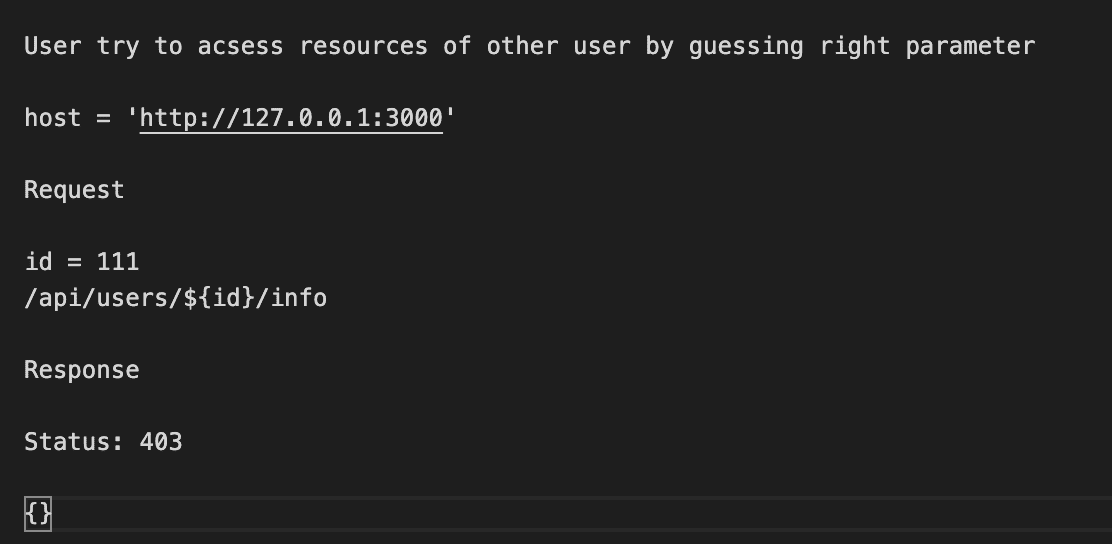 User try to acsess resources of other user by guessing right parameter
host = 'http://127.0.0.1:3000'
Request
id = 111
/api/users/${id}/info
Response
Status: 403
{}